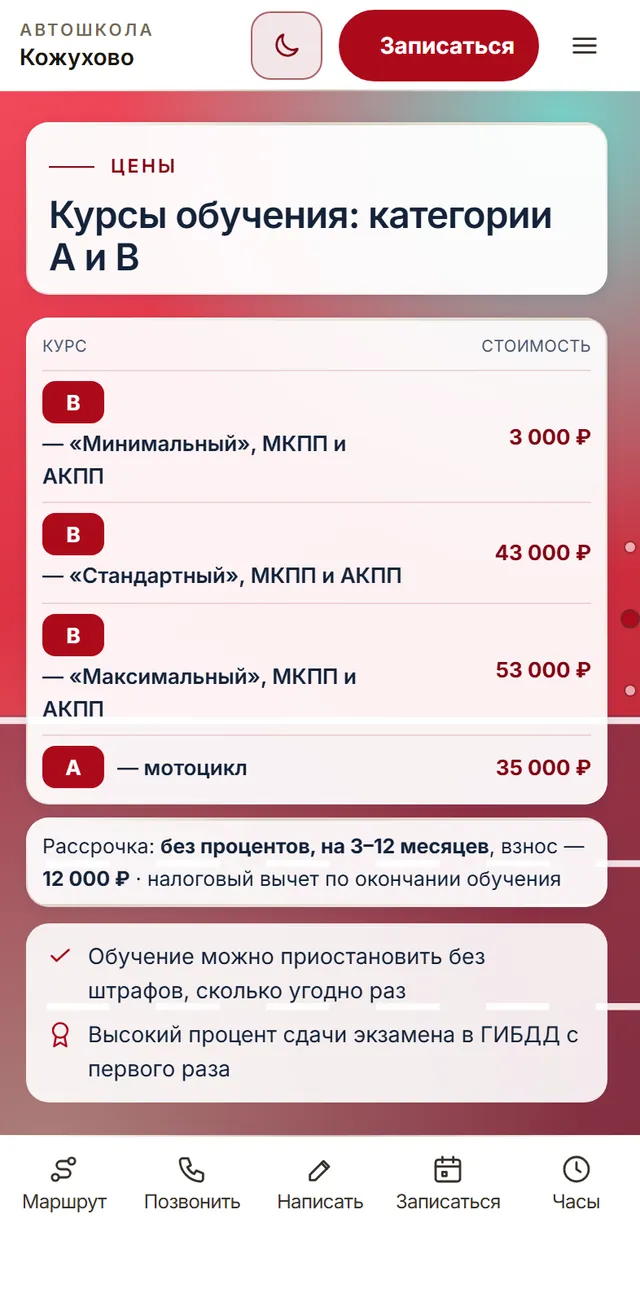 АВТОШКОЛА
Кожухово
Записаться
ЦЕНЫ
Курсы обучения: категории
А и В
КУРС
СТОИМОСТЬ
В
— «Минимальный», МКПП и
АКПП
3 000 ₽
В
— «Стандартный», МКПП и АКПП
43 000 ₽
В
— «Максимальный», МКПП и
АКПП
53 000 ₽
А — мотоцикл
35 000 ₽
Рассрочка: без процентов, на 3–12 месяцев, взнос —
12 000 ₽ · налоговый вычет по окончании обучения
Обучение можно приостановить без
штрафов, сколько угодно раз
Высокий процент сдачи экзамена в ГИБДД с
первого раза
Маршрут
Позвонить
Написать
Записаться
Часы